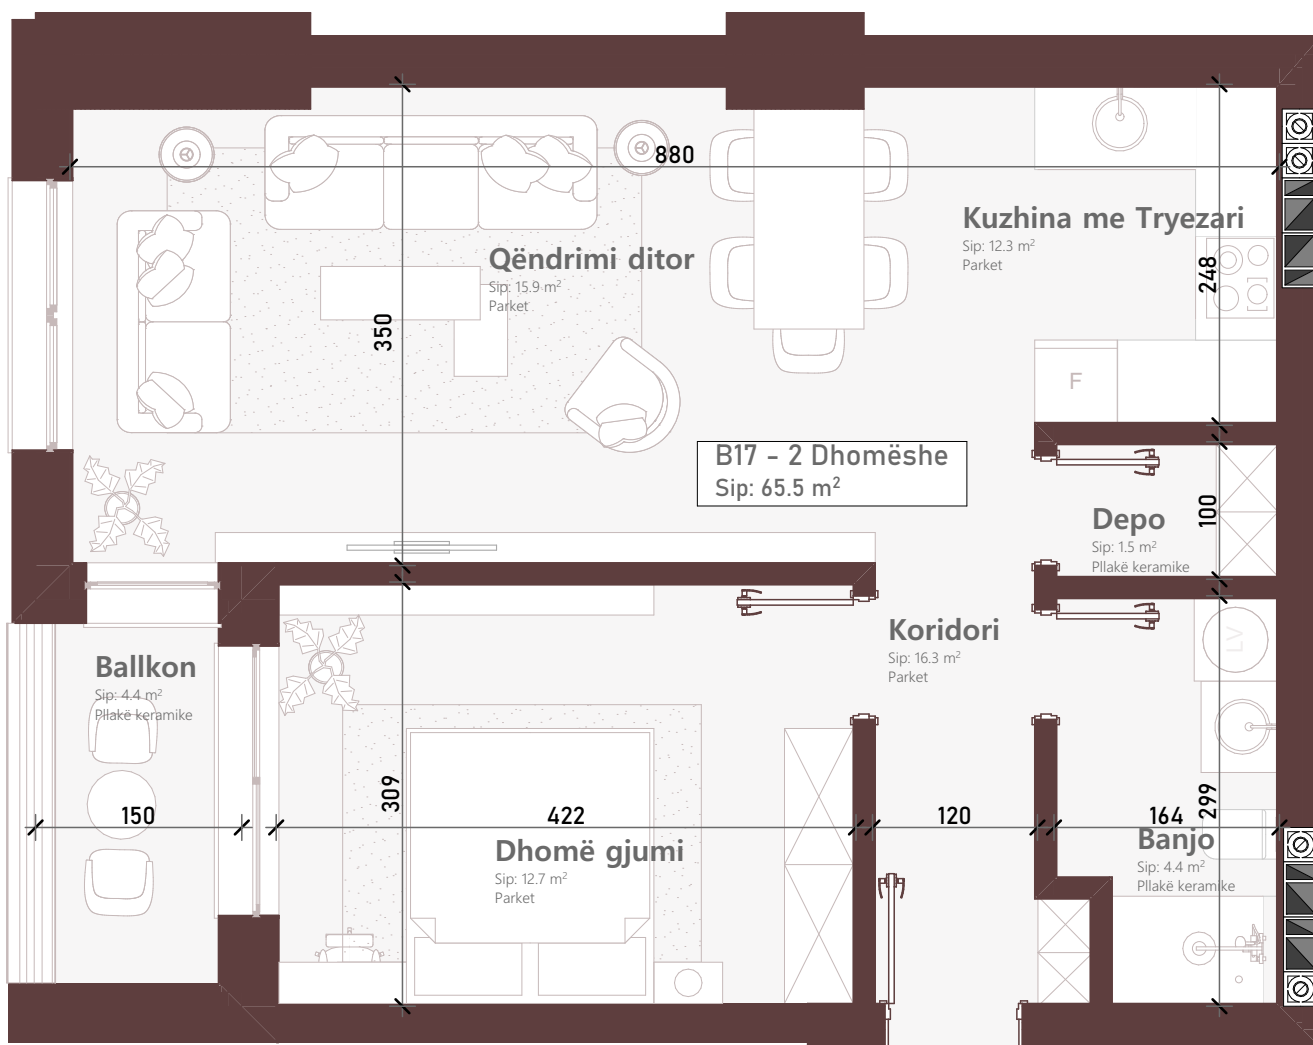 880
Kuzhina me Tryezari
Sip: 12.3 m²
Parket
248
Qëndrimi ditor
Sip: 15.9 m²
Parket
350
F
B17 - 2 Dhomëshe
Sip: 65.5 m²
Depo
Sip: 1.5 m²
Pllakë keramike
100
Koridori
Sip: 16.3 m²
Parket
LV
Ballkon
Sip: 4.4 m²
Pllakë keramike
309
299
150
422
120
164
Banjo
Sip: 4.4 m²
Pllakë keramike
Dhomë gjumi
Sip: 12.7 m²
Parket